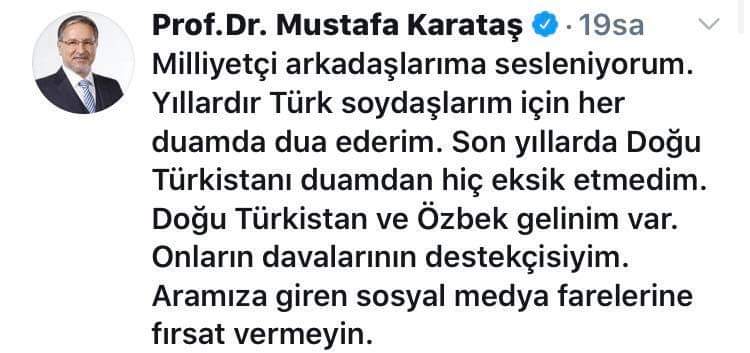 Prof.Dr. Mustafa Karataş · 19sa
Milliyetçi arkadaşlarıma sesleniyorum.
Yıllardır Türk soydaşlarım için her
duamda dua ederim. Son yıllarda Doğu
Türkistanı duamdan hiç eksik etmedim.
Doğu Türkistan ve Özbek gelinim var.
Onların davalarının destekçisiyim.
Aramıza giren sosyal medya farelerine
fırsat vermeyin.